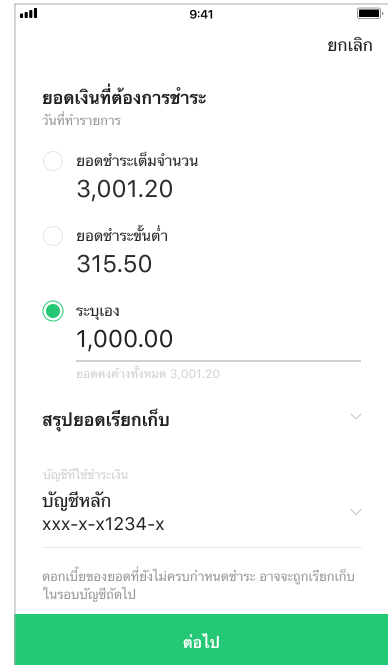 9:41
ยกเลิก
ยอดเงินที่ต้องการชำระ
วันที่ทำรายการ
ยอดชำระเต็มจำนวน
3,001.20
ยอดชำระขั้นต่ำ
315.50
ระบุเอง
1,000.00
ยอดคงค้างทั้งหมด 3,001.20
สรุปยอดเรียกเก็บ
บัญชีที่ใช้ชำระเงิน
บัญชีหลัก
xxx-x-x1234-x
ดอกเบี้ยของยอดที่ยังไม่ครบกำหนดชำระ อาจจะถูกเรียกเก็บ
ในรอบบัญชีถัดไป
ต่อไป